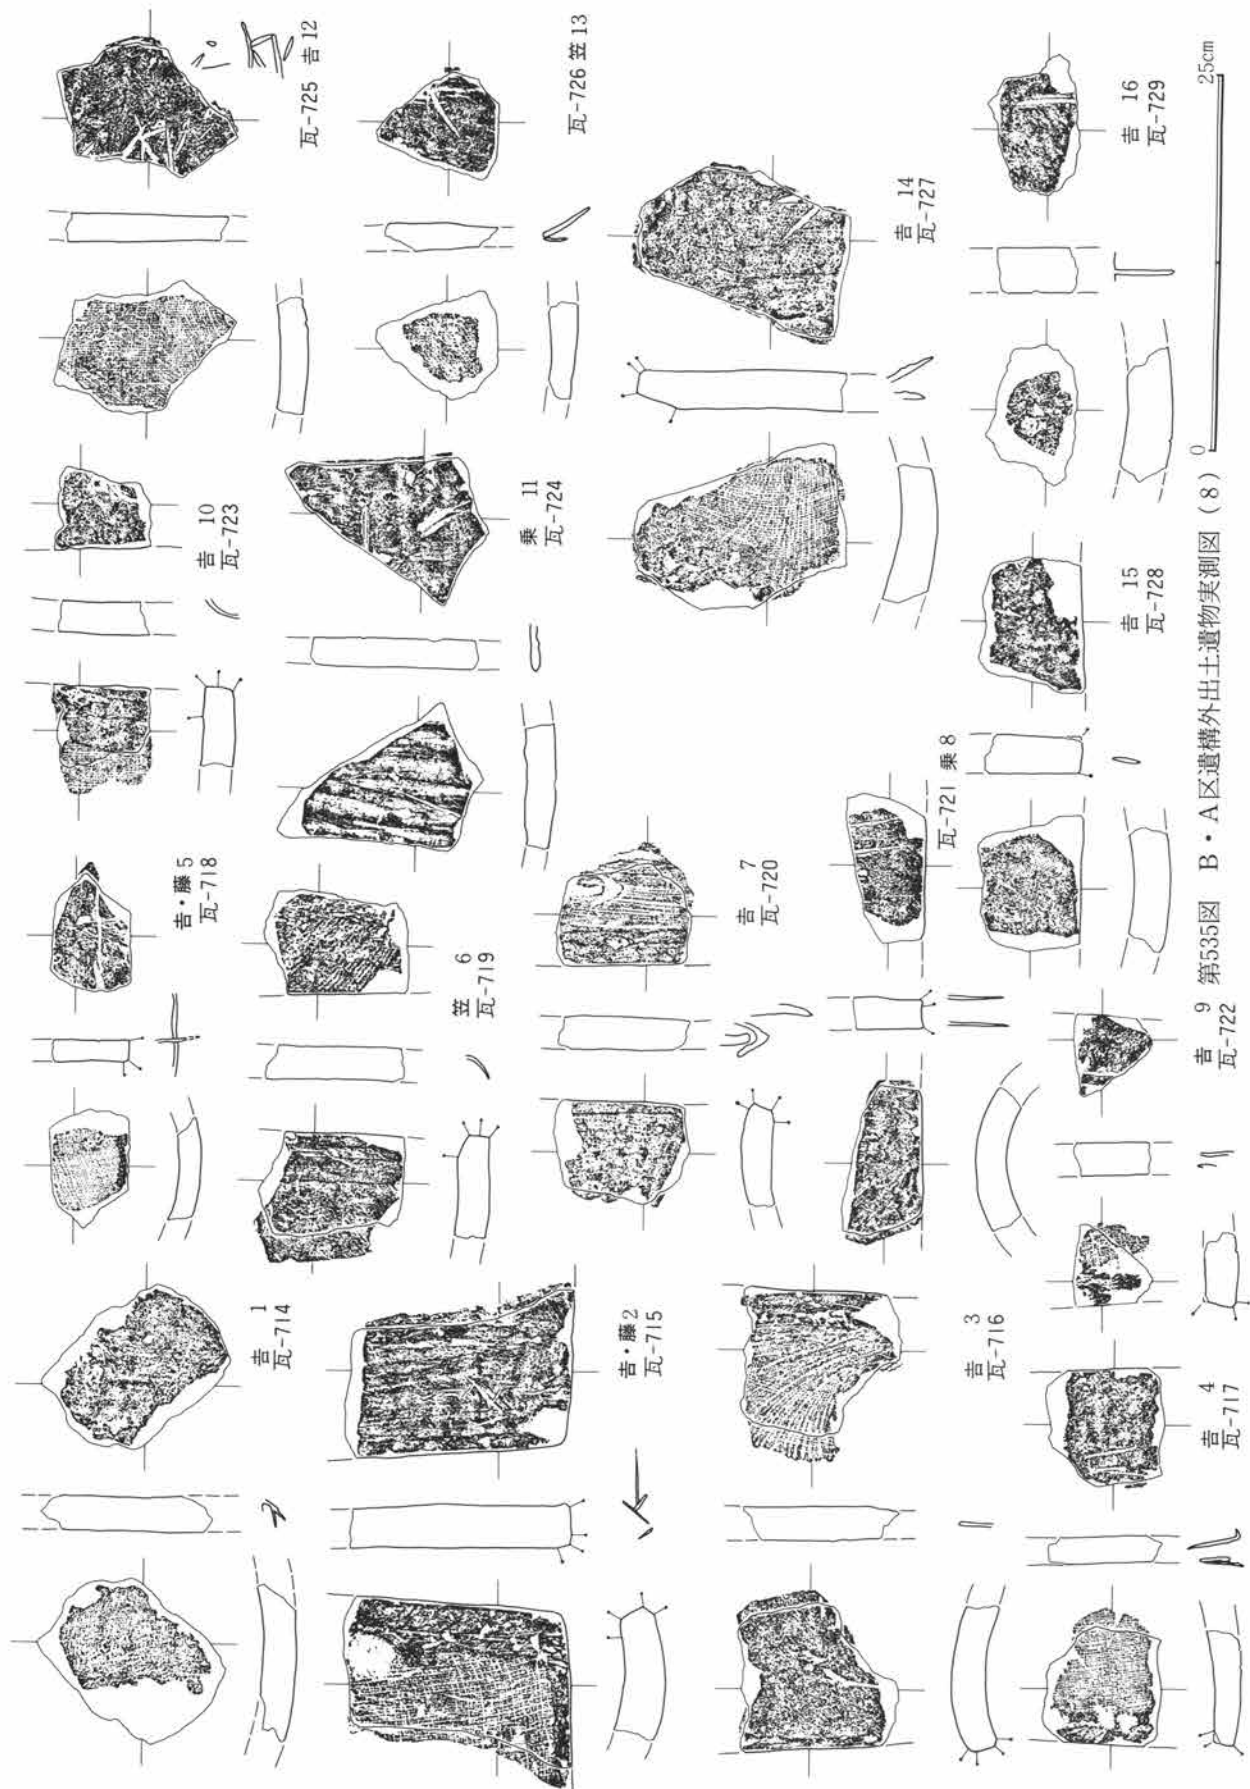 1
吉
瓦-714
吉・藤 2
瓦-715
3
吉
瓦-716
4
吉
瓦-717
吉・藤 5
瓦-718
6
笠
瓦-719
7
吉
瓦-720
瓦-721 乗 8
9
吉
瓦-722
10
吉
瓦-723
11
乗
瓦-724
瓦-725 吉 12
瓦-726 笠 13
14
吉
瓦-727
15
吉
瓦-728
16
吉
瓦-729
0 25cm
第535図 B・A区遺構外出土遺物実測図(8)